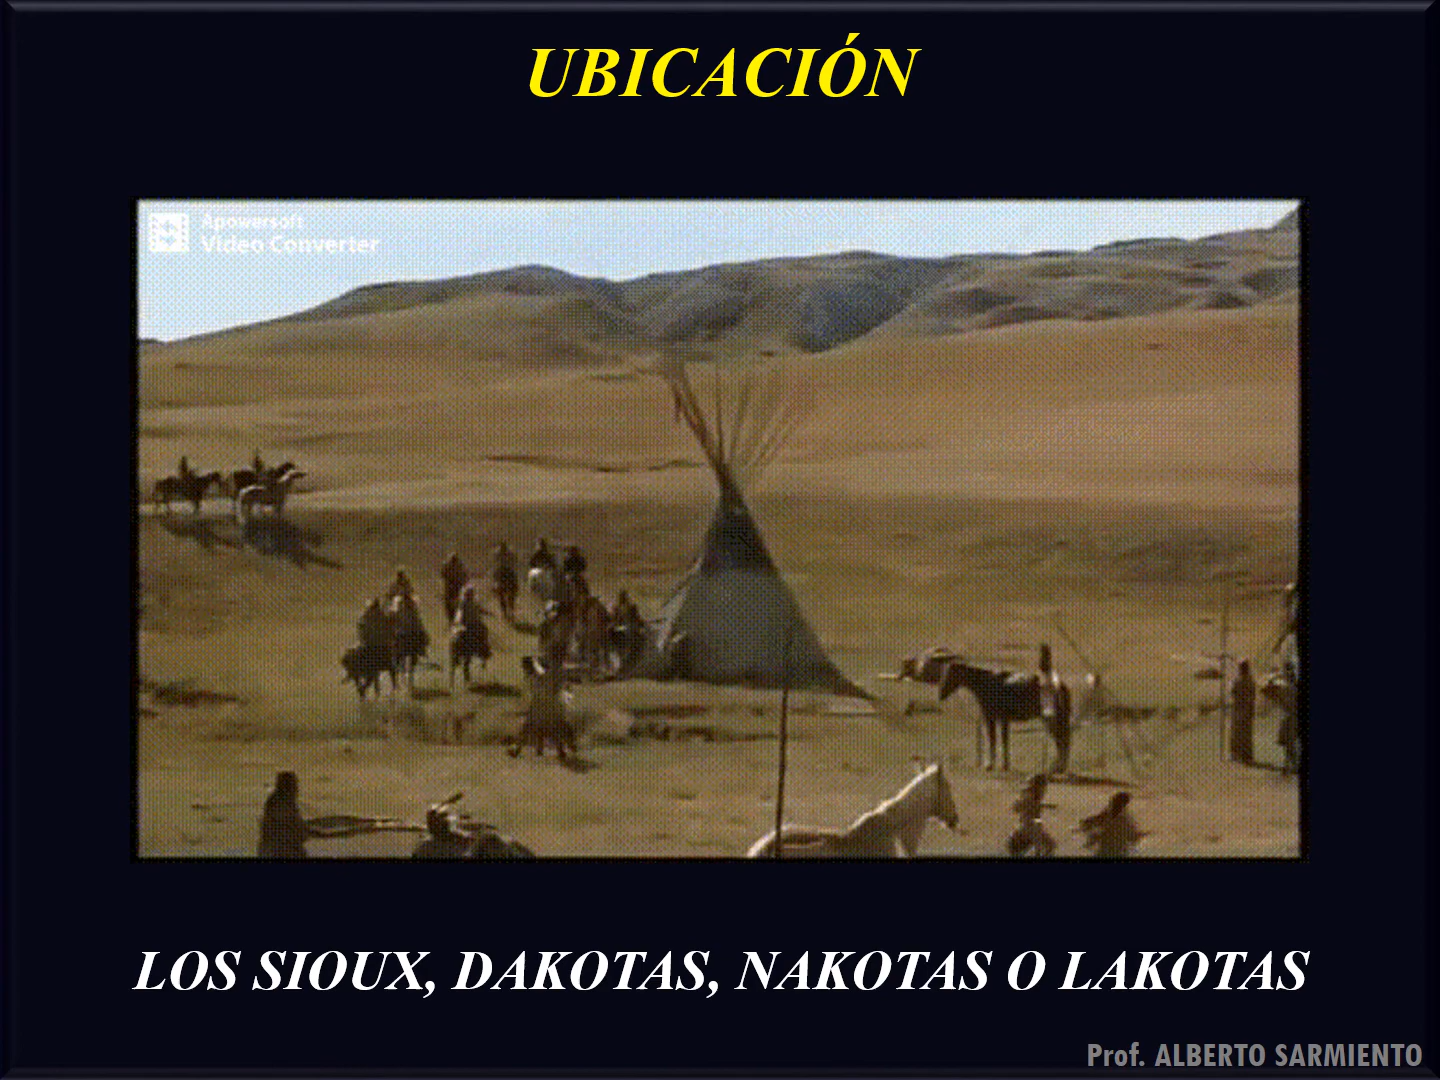 UBICACIÓN
Apowersoft
Video Converter
LOS SIOUX, DAKOTAS, NAKOTAS O LAKOTAS
Prof. ALBERTO SARMIENTO